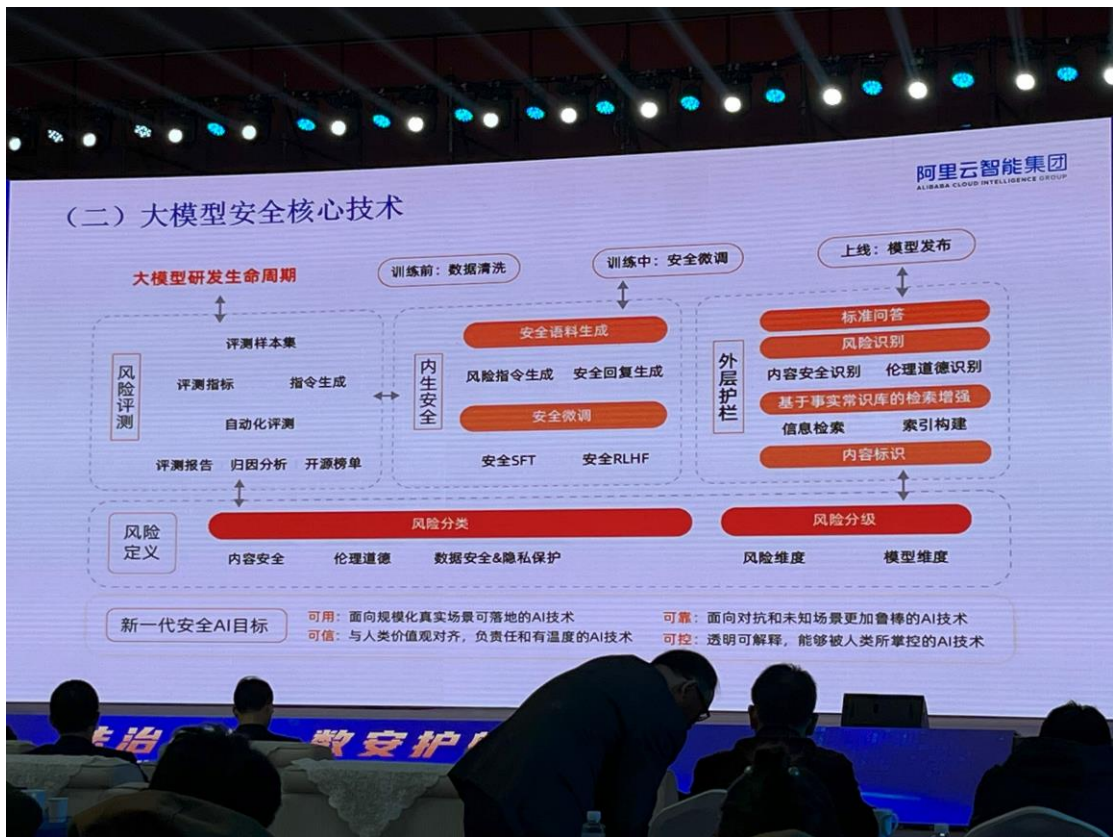 阿里云智能集团
ALIBABA CLOUD INTELLIGENCE GROUP
（二）大模型安全核心技术
大模型研发生命周期
训练前：数据清洗
训练中：安全微调
上线：模型发布
风险评测
评测样本集
评测指标 指令生成
自动化评测
评测报告 归因分析 开源榜单
内生安全
安全语料生成
风险指令生成 安全回复生成
安全微调
安全SFT 安全RLHF
外层护栏
标准问答
风险识别
内容安全识别 伦理道德识别
基于事实常识库的检索增强
信息检索 索引构建
内容标识
风险定义
风险分类
内容安全 伦理道德 数据安全&隐私保护
风险分级
风险维度 模型维度
新一代安全AI目标
可用：面向规模化真实场景可落地的AI技术
可信：与人类价值观对齐，负责任和有温度的AI技术
可靠：面向对抗和未知场景更加鲁棒的AI技术
可控：透明可解释，能够被人类所掌控的AI技术
治
数安护